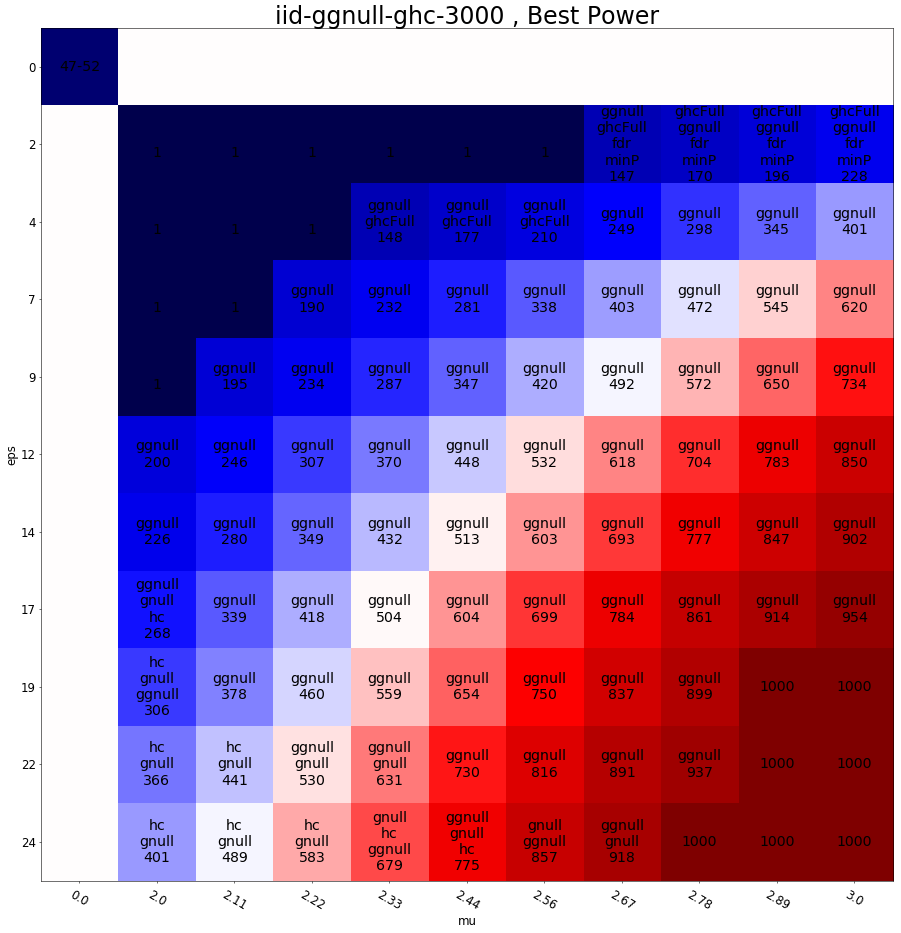 iid-ggnull-ghc-3000 , Best Power
eps
0
47-52
2
1
1
1
1
1
1
ggnull
ghcFull
fdr
minP
147
ghcFull
ggnull
fdr
minP
170
ghcFull
ggnull
fdr
minP
196
ghcFull
ggnull
fdr
minP
228
4
1
1
1
ggnull
ghcFull
148
ggnull
ghcFull
177
ggnull
ghcFull
210
ggnull
249
ggnull
298
ggnull
345
ggnull
401
7
1
1
ggnull
190
ggnull
232
ggnull
281
ggnull
338
ggnull
403
ggnull
472
ggnull
545
ggnull
620
9
1
ggnull
195
ggnull
234
ggnull
287
ggnull
347
ggnull
420
ggnull
492
ggnull
572
ggnull
650
ggnull
734
12
ggnull
200
ggnull
246
ggnull
307
ggnull
370
ggnull
448
ggnull
532
ggnull
618
ggnull
704
ggnull
783
ggnull
850
14
ggnull
226
ggnull
280
ggnull
349
ggnull
432
ggnull
513
ggnull
603
ggnull
693
ggnull
777
ggnull
847
ggnull
902
17
ggnull
gnull
hc
268
ggnull
339
ggnull
418
ggnull
504
ggnull
604
ggnull
699
ggnull
784
ggnull
861
ggnull
914
ggnull
954
19
hc
gnull
ggnull
306
ggnull
378
ggnull
460
ggnull
559
ggnull
654
ggnull
750
ggnull
837
ggnull
899
1000
1000
22
hc
gnull
366
hc
gnull
441
ggnull
gnull
530
ggnull
gnull
631
ggnull
730
ggnull
816
ggnull
891
ggnull
937
1000
1000
24
hc
gnull
401
hc
gnull
489
hc
gnull
583
gnull
hc
ggnull
679
ggnull
gnull
hc
775
gnull
ggnull
857
ggnull
gnull
918
1000
1000
1000
0.0
2.0
2.11
2.22
2.33
2.44
2.56
2.67
2.78
2.89
3.0
mu